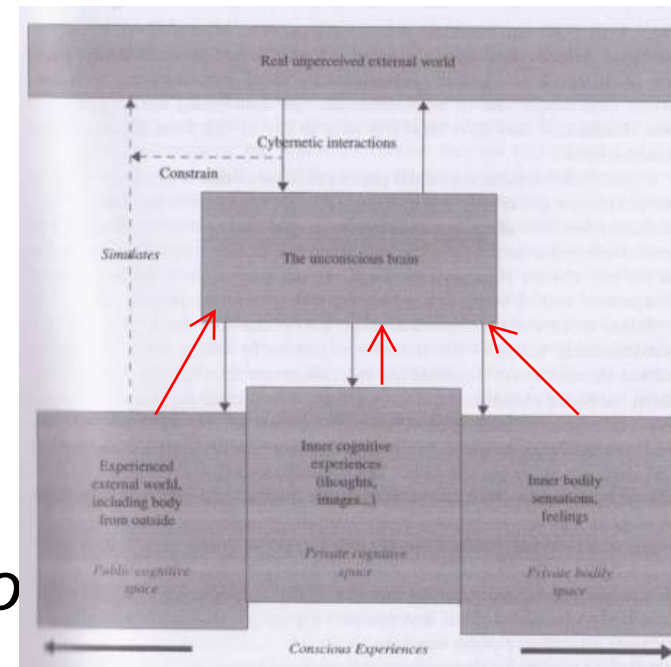 Real unperceived external world
Cybernetic interactions
Constrain
Simulates
The unconscious brain
Experienced
external world,
including body
from outside
Public cognitive
space
Inner cognitive
experiences
(thoughts,
images...)
Private cognitive
space
Inner bodily
sensations,
feelings
Private bodily
space
Conscious Experiences